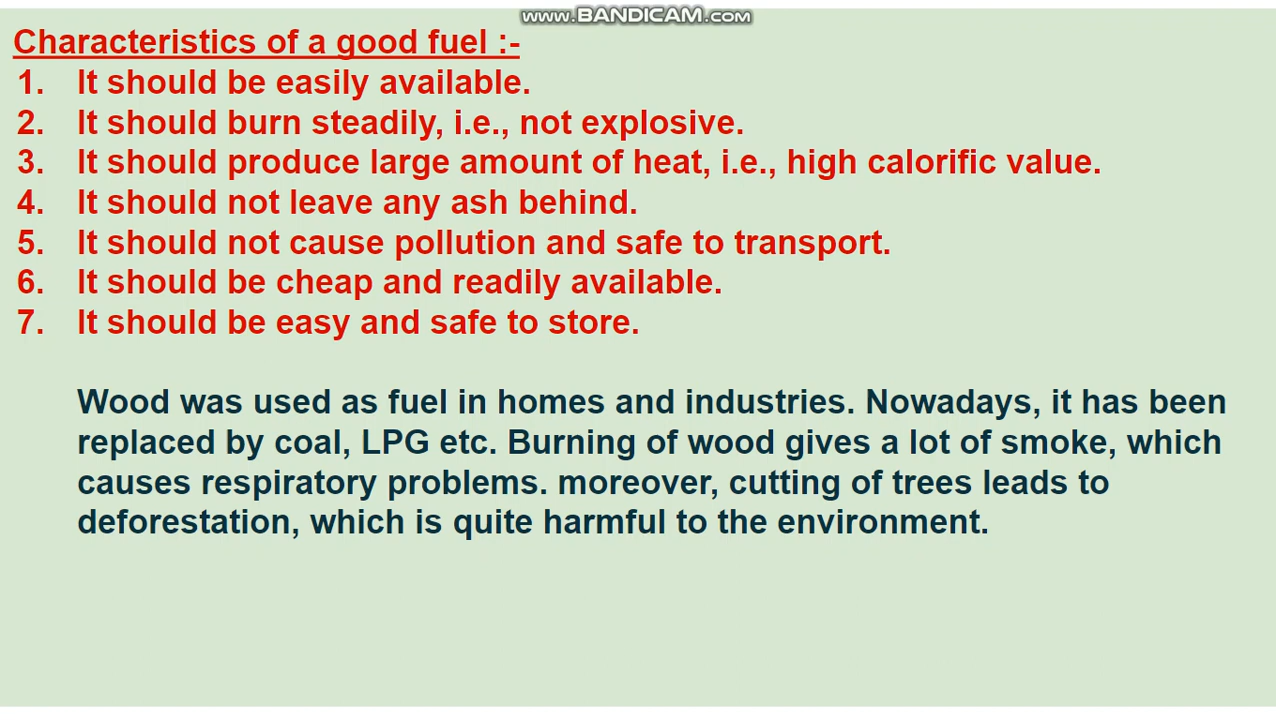 www.BANDICAM.com
Characteristics of a good fuel :-
1. It should be easily available.
2. It should burn steadily, i.e., not explosive.
3. It should produce large amount of heat, i.e., high calorific value.
4. It should not leave any ash behind.
5. It should not cause pollution and safe to transport.
6. It should be cheap and readily available.
7. It should be easy and safe to store.
Wood was used as fuel in homes and industries. Nowadays, it has been
replaced by coal, LPG etc. Burning of wood gives a lot of smoke, which
causes respiratory problems. moreover, cutting of trees leads to
deforestation, which is quite harmful to the environment.